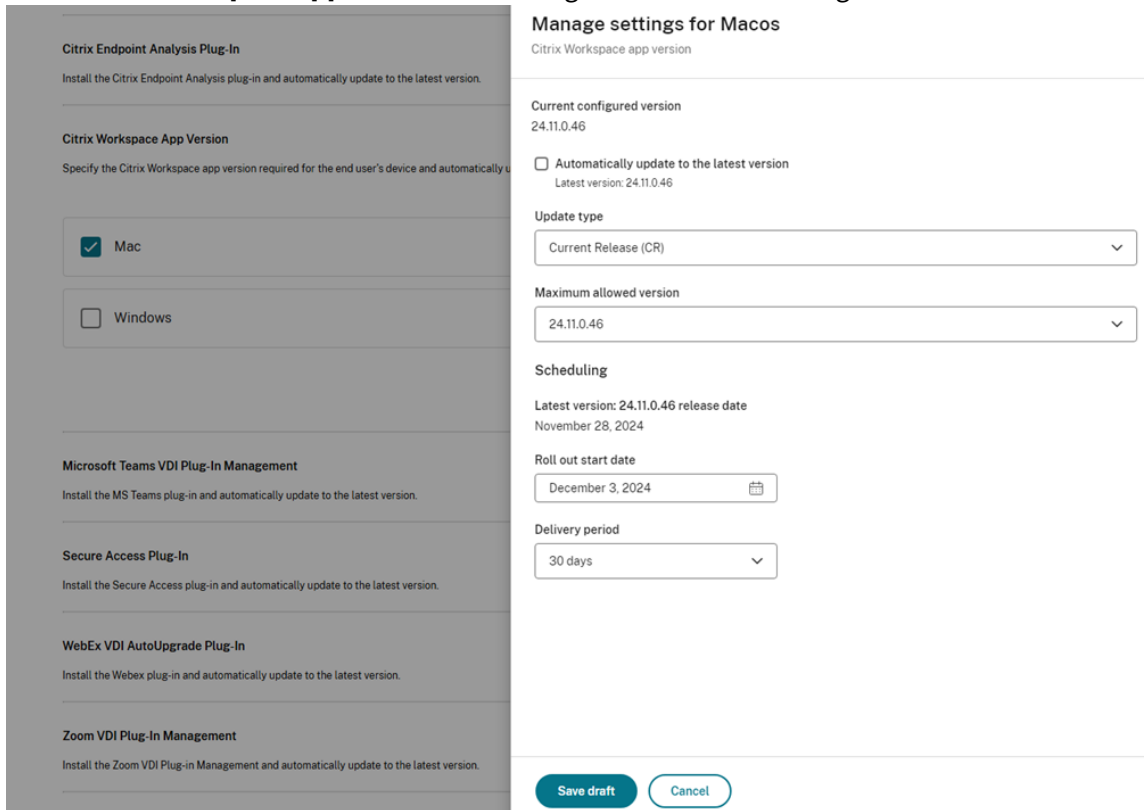 Citrix Endpoint Analysis Plug-In
Install the Citrix Endpoint Analysis plug-in and automatically update to the latest version.
Citrix Workspace App Version
Specify the Citrix Workspace app version required for the end user's device and automatically
Mac
Windows
Microsoft Teams VDI Plug-In Management
Install the MS Teams plug-in and automatically update to the latest version.
Secure Access Plug-In
Install the Secure Access plug-in and automatically update to the latest version.
WebEx VDI AutoUpgrade Plug-In
Install the Webex plug-in and automatically update to the latest version.
Zoom VDI Plug-In Management
Install the Zoom VDI Plug-in Management and automatically update to the latest version.
Manage settings for Macos
Citrix Workspace app version
Current configured version
24.11.0.46
Automatically update to the latest version
Latest version: 24.11.0.46
Update type
Current Release (CR)
Maximum allowed version
24.11.0.46
Scheduling
Latest version: 24.11.0.46 release date
November 28, 2024
Roll out start date
December 3, 2024
Delivery period
30 days
Save draft
Cancel